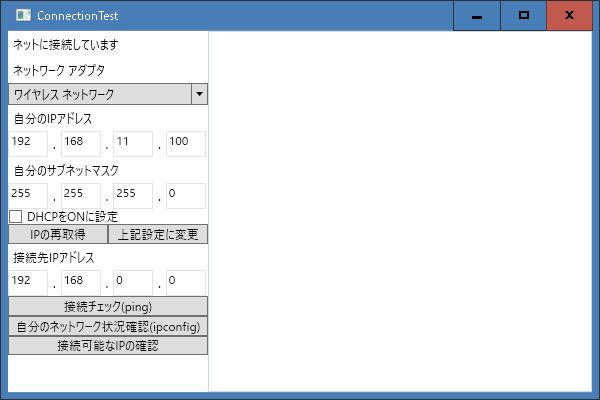 ConnectionTest
ネットに接続しています
ネットワーク アダプタ
ワイヤレス ネットワーク
自分のIPアドレス
192 . 168 . 11 . 100
自分のサブネットマスク
255 . 255 . 255 . 0
DHCPをONに設定
IPの再取得 上記設定に変更
接続先IPアドレス
192 . 168 . 0 . 0
接続チェック(ping)
自分のネットワーク状況確認(ipconfig)
接続可能なIPの確認